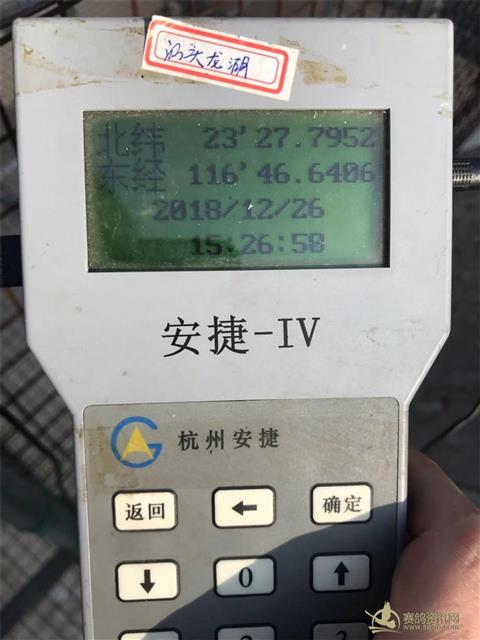 汕头龙湖
北纬 23'27.7952
东经 116'46.6406
2018/12/26
15:26:58
安捷-IV
杭州安捷
返回 ← 确定
↓ 0 ↑
赛鸽资讯网